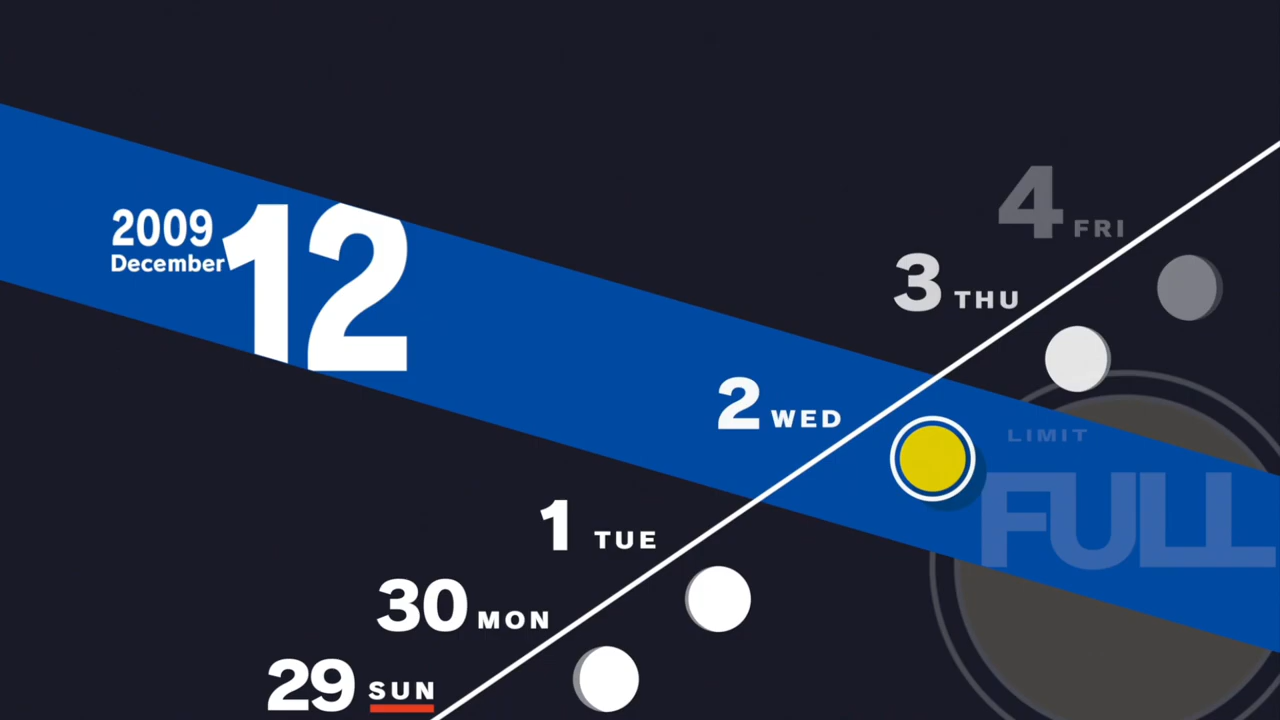 2009
December
12
4 FRI
3 THU
2 WED
LIMIT
FULL
1 TUE
30 MON
29 SUN